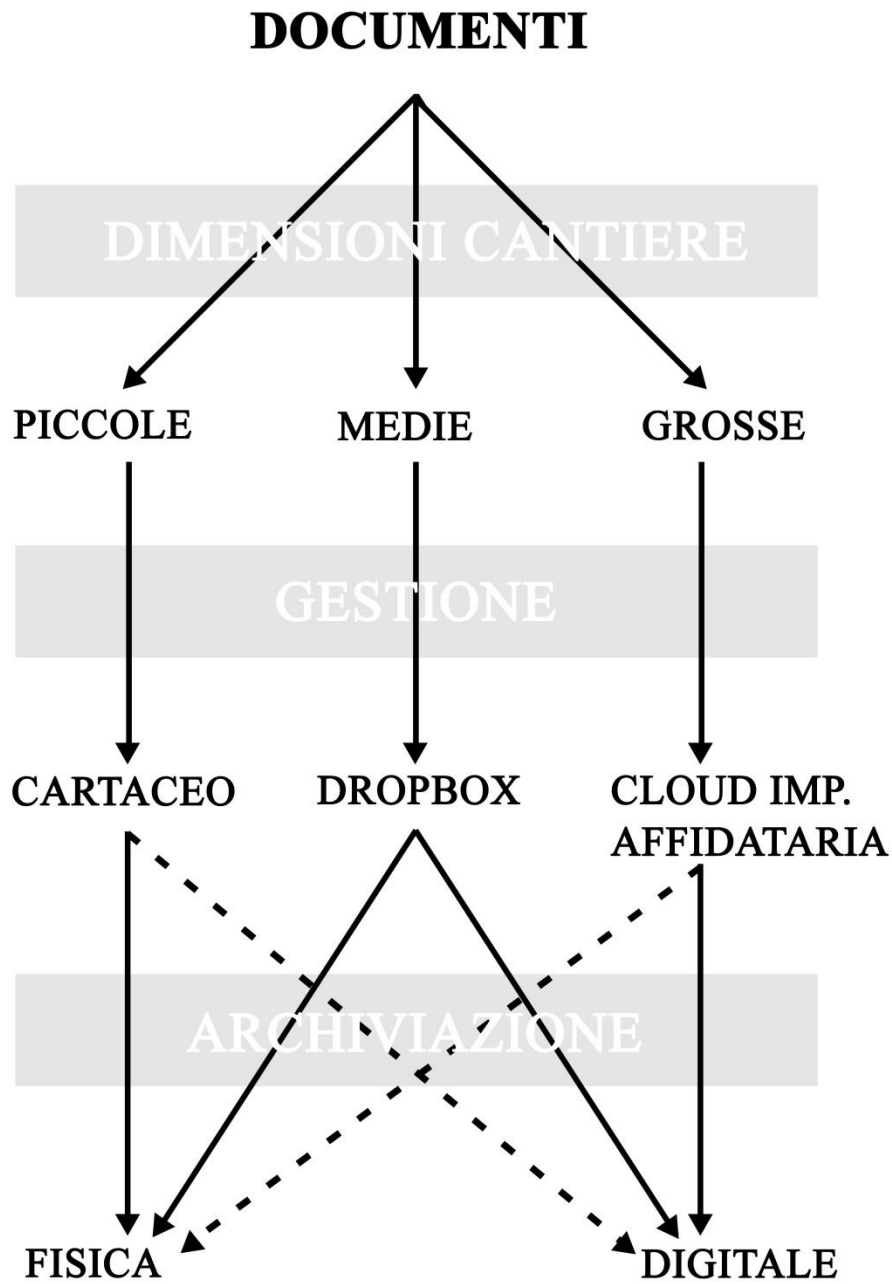 DOCUMENTI
DIMENSIONI CANTIERE
PICCOLE
MEDIE
GROSSE
GESTIONE
CARTACEO
DROPBOX
CLOUD IMP.
AFFIDATARIA
ARCHIVIAZIONE
FISICA
DIGITALE